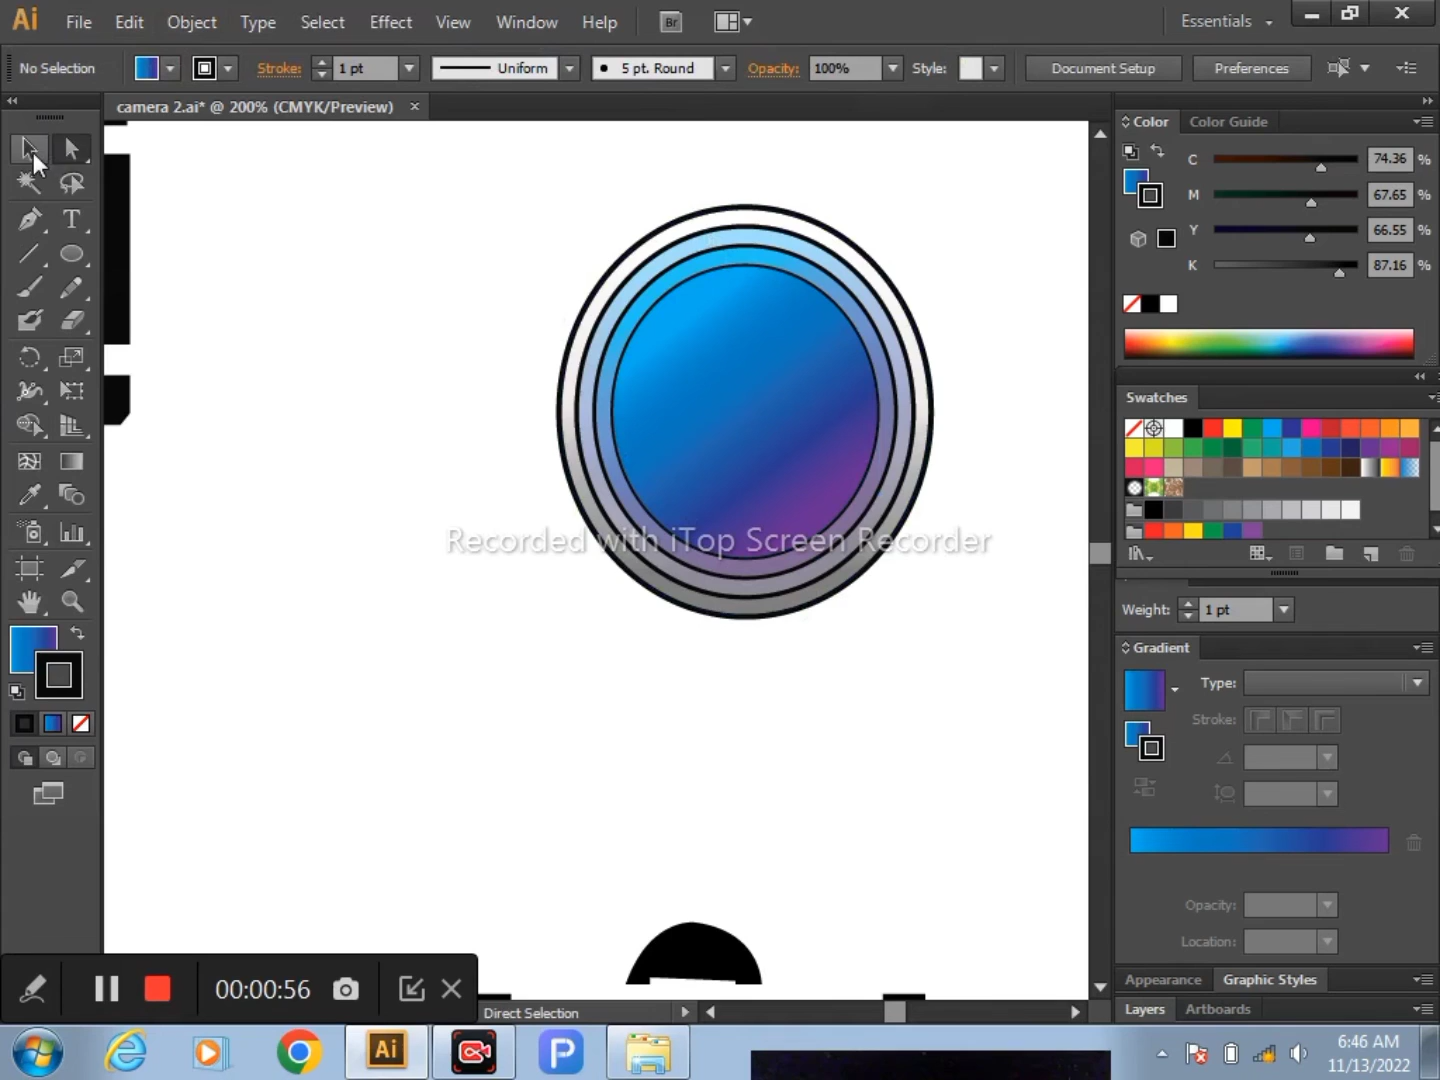 Ai File Edit Object Type Select Effect View Window Help Br Essentials
No Selection Stroke: 1 pt Uniform 5 pt. Round Opacity: 100% Style: Document Setup Preferences
camera 2.ai* @ 200% (CMYK/Preview)
Color Color Guide
C 74.36 %
M 67.65 %
Y 66.55 %
K 87.16 %
T
Swatches
Recorded with iTop Screen Recorder
Weight: 1 pt
Gradient
Type:
Stroke:
Opacity:
Location:
Appearance Graphic Styles
Layers Artboards
00:00:56
Direct Selection
Ai P
6:46 AM
11/13/2022